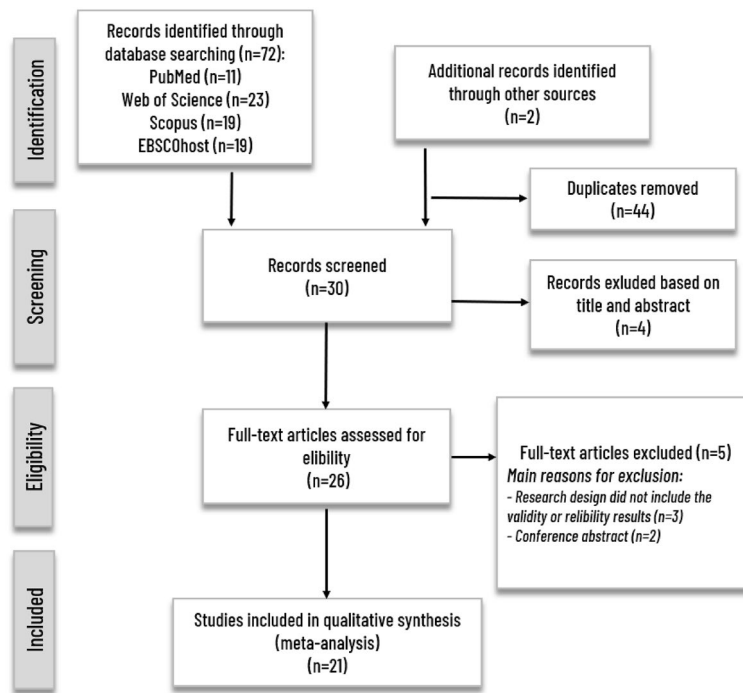 Identification
Records identified through
database searching (n=72):
PubMed (n=11)
Web of Science (n=23)
Scopus (n=19)
EBSCOhost (n=19)
Additional records identified
through other sources
(n=2)
Duplicates removed
(n=44)
Screening
Records screened
(n=30)
Records exluded based on
title and abstract
(n=4)
Eligibility
Full-text articles assessed for
elibility
(n=26)
Full-text articles excluded (n=5)
Main reasons for exclusion:
- Research design did not include the
validity or relibility results (n=3)
- Conference abstract (n=2)
Included
Studies included in qualitative synthesis
(meta-analysis)
(n=21)